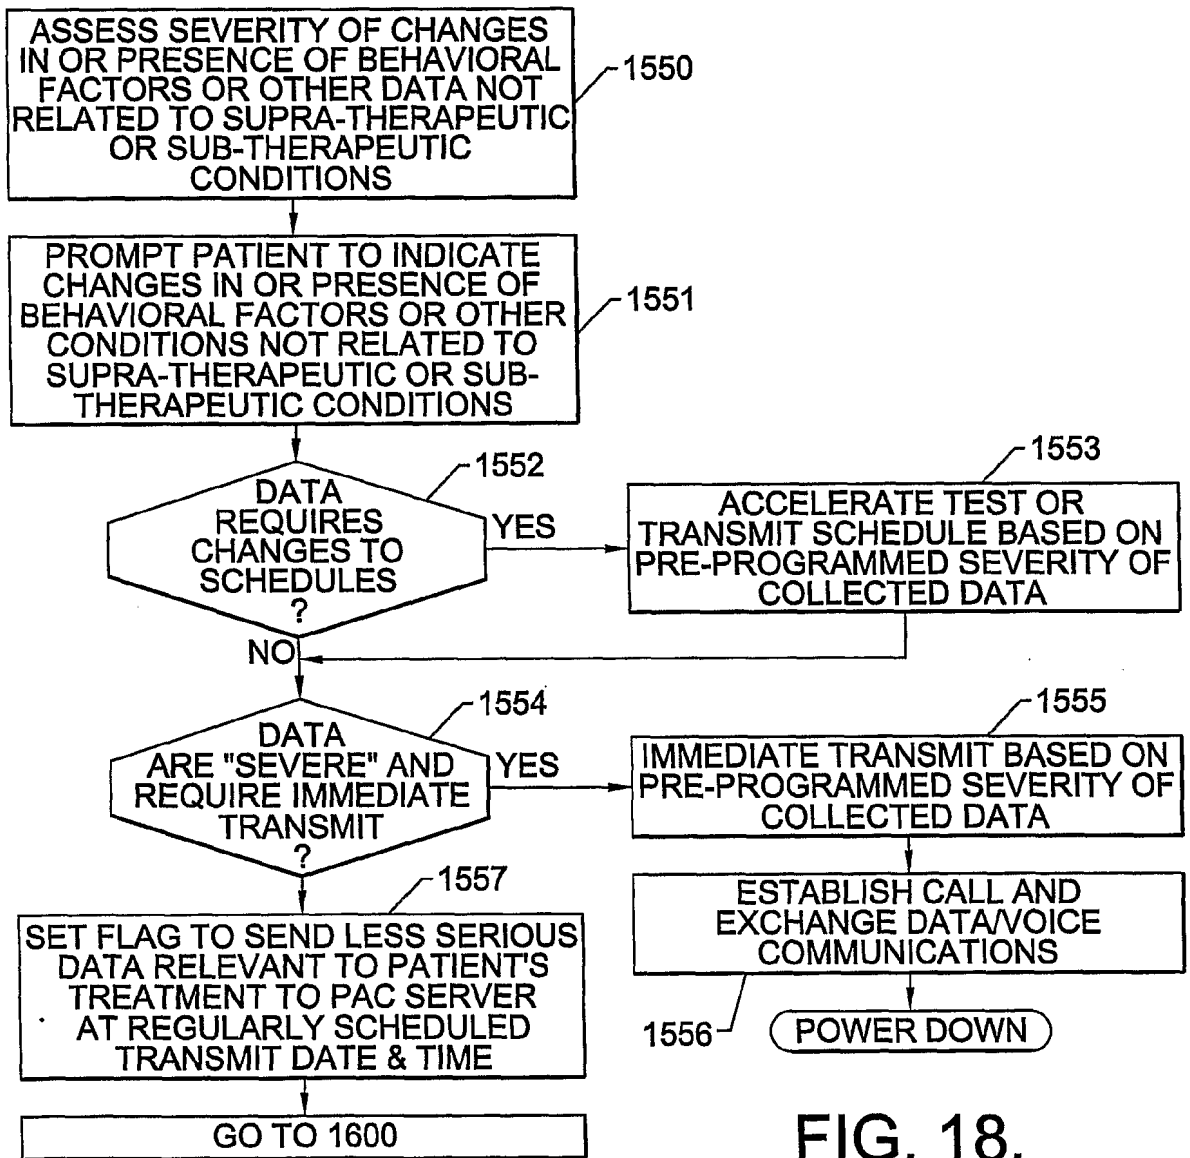 ASSESS SEVERITY OF CHANGES
IN OR PRESENCE OF BEHAVIORAL
FACTORS OR OTHER DATA NOT
RELATED TO SUPRA-THERAPEUTIC
OR SUB-THERAPEUTIC
CONDITIONS
1550
PROMPT PATIENT TO INDICATE
CHANGES IN OR PRESENCE OF
BEHAVIORAL FACTORS OR OTHER
CONDITIONS NOT RELATED TO
SUPRA-THERAPEUTIC OR SUB-
THERAPEUTIC CONDITIONS
1551
DATA
REQUIRES
CHANGES TO
SCHEDULES
?
1552
YES
NO
ACCELERATE TEST OR
TRANSMIT SCHEDULE BASED ON
PRE-PROGRAMMED SEVERITY OF
COLLECTED DATA
1553
DATA
ARE "SEVERE" AND
REQUIRE IMMEDIATE
TRANSMIT
?
1554
YES
IMMEDIATE TRANSMIT BASED ON
PRE-PROGRAMMED SEVERITY OF
COLLECTED DATA
1555
ESTABLISH CALL AND
EXCHANGE DATA/VOICE
COMMUNICATIONS
1556
POWER DOWN
SET FLAG TO SEND LESS SERIOUS
DATA RELEVANT TO PATIENT'S
TREATMENT TO PAC SERVER
AT REGULARLY SCHEDULED
TRANSMIT DATE & TIME
1557
GO TO 1600
FIG. 18.